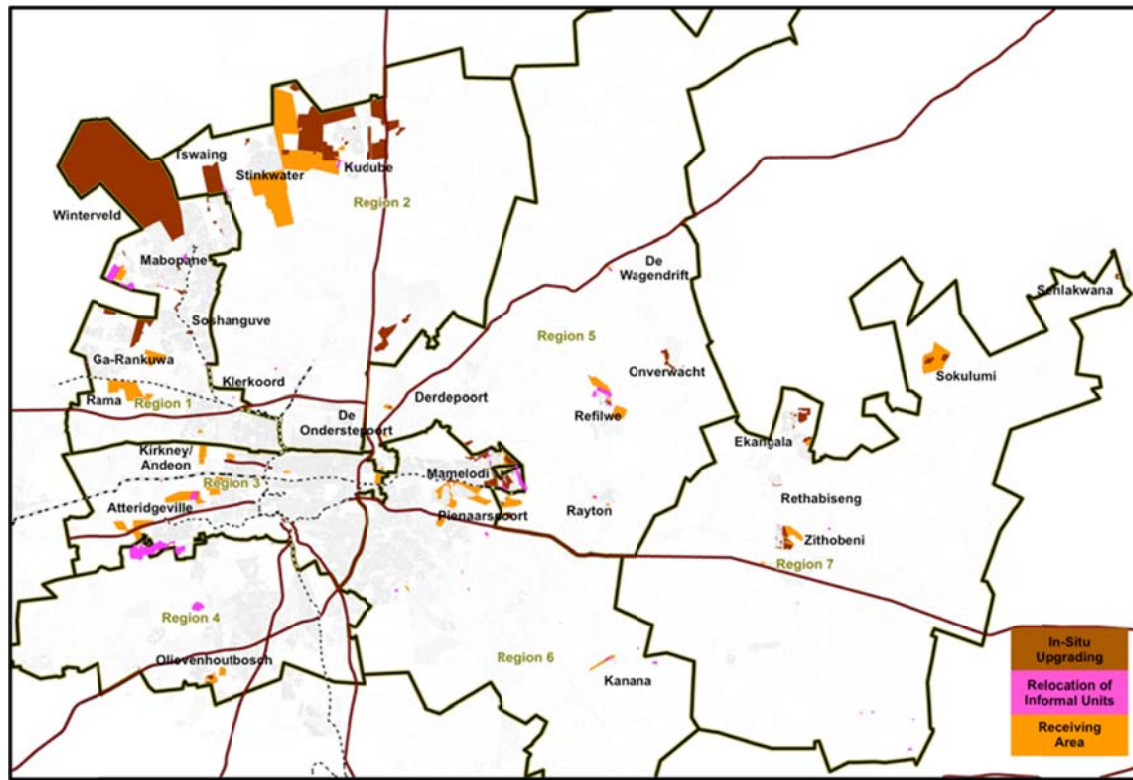 Tswaing
Stinkwater
Kudube
Winterveld
Region 2
Mabopane
De
Wagendrift
Sehlakwana
Soshanguve
Region 5
Ga-Rankuwa
Onverwacht
Sokulumi
Klerkoord
Rama
Region 1
Derdepoort
De
Onderstepoort
Refilwe
Ekangala
Kirkney/
Andeon
Region 3
Mamelodi
Rethabiseng
Atteridgeville
Pienaarspoort
Rayton
Zithobeni
Region 7
Region 4
Olievenhoutbosch
Region 6
Kanana
In-Situ
Upgrading
Relocation of
Informal Units
Receiving
Area